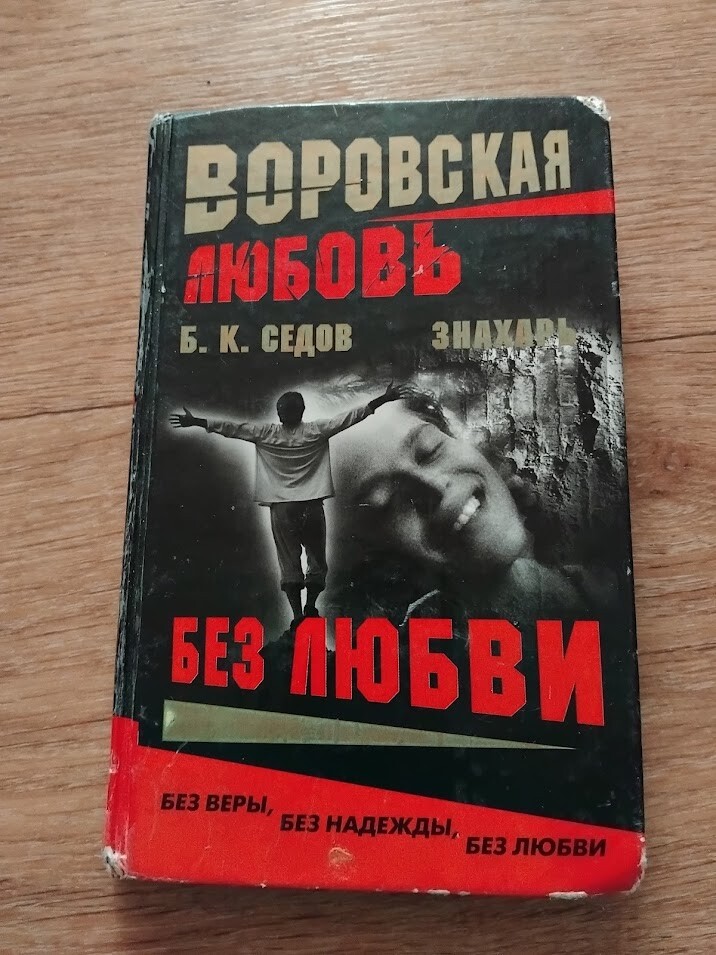 ВОРОВСКАЯ
ЛЮБОВЬ
Б. К. СЕДОВ ЗНАХАРЬ
БЕЗ ЛЮБВИ
БЕЗ ВЕРЫ, БЕЗ НАДЕЖДЫ, БЕЗ ЛЮБВИ